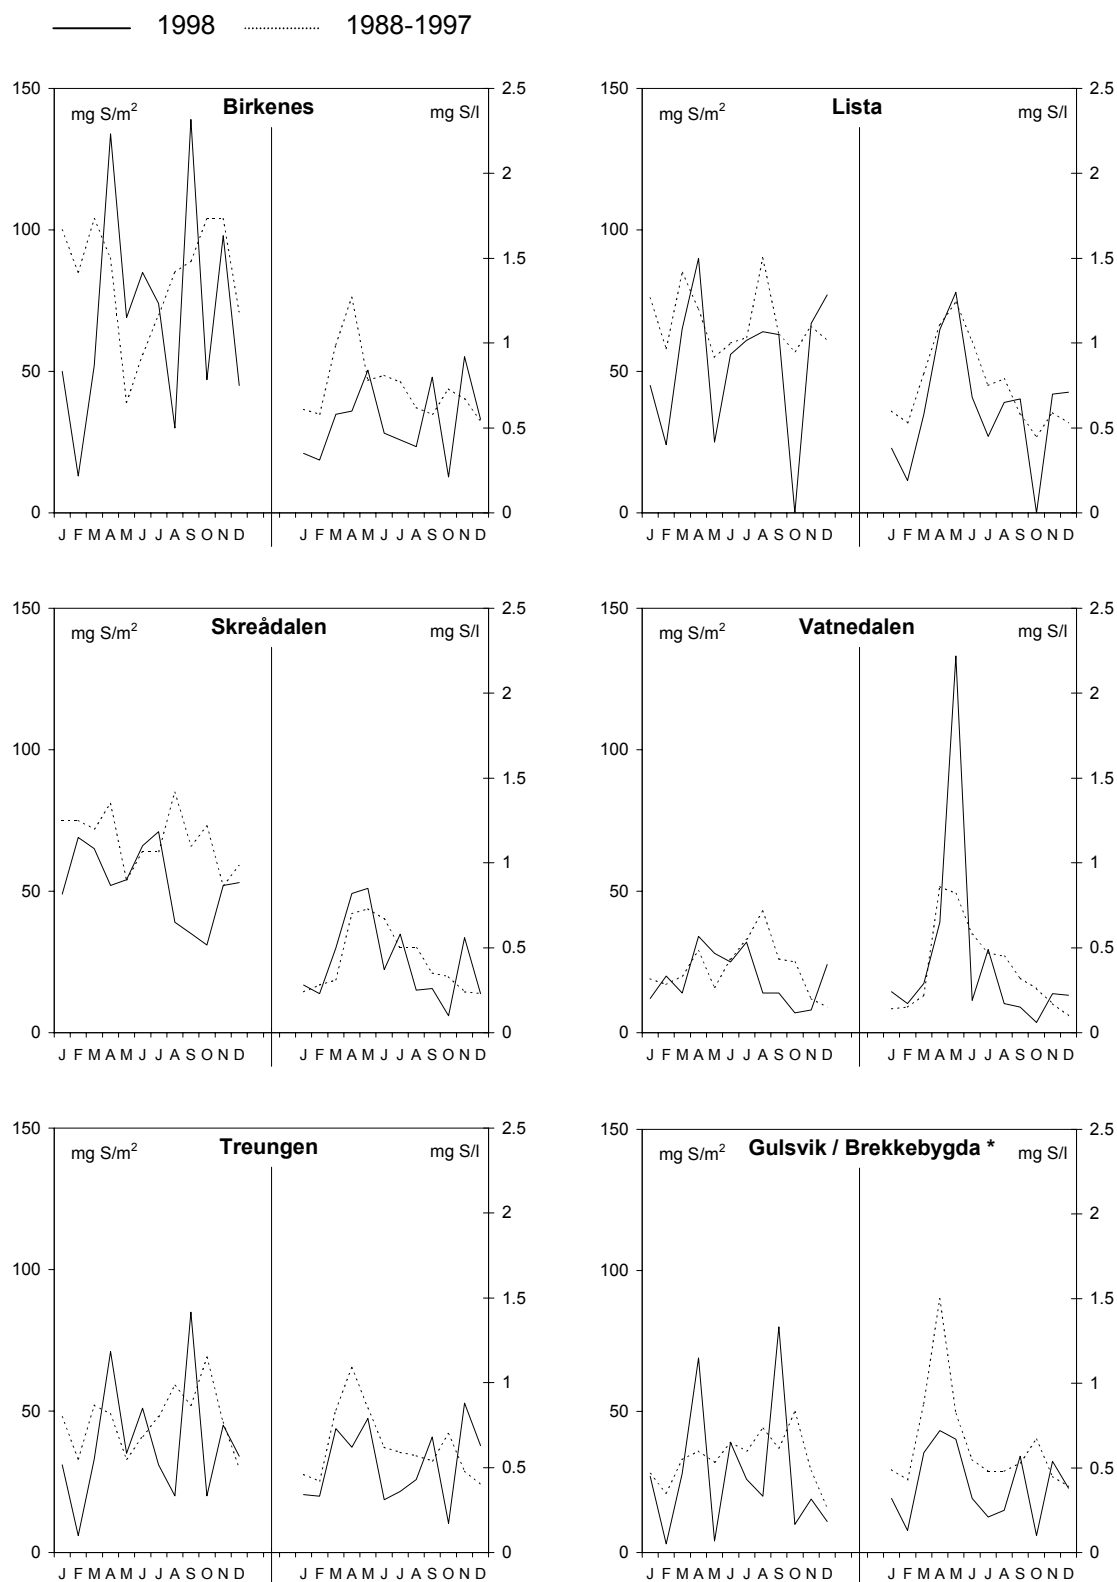 1998 1988-1997
150 2.5 150 2.5
mg S/m² Birkenes mg S/l mg S/m² Lista mg S/l
2 2
100 100
1.5 1.5
1 1
50 50
0.5 0.5
0 0 0 0
J F M A M J J A S O N D J F M A M J J A S O N D J F M A M J J A S O N D J F M A M J J A S O N D
150 2.5 150 2.5
mg S/m² Skreådalen mg S/l mg S/m² Vatnedalen mg S/l
2 2
100 100
1.5 1.5
1 1
50 50
0.5 0.5
0 0 0 0
J F M A M J J A S O N D J F M A M J J A S O N D J F M A M J J A S O N D J F M A M J J A S O N D
150 2.5 150 2.5
mg S/m² Treungen mg S/l mg S/m² Gulsvik / Brekkebygda * mg S/l
2 2
100 100
1.5 1.5
1 1
50 50
0.5 0.5
0 0 0 0
J F M A M J J A S O N D J F M A M J J A S O N D J F M A M J J A S O N D J F M A M J J A S O N D